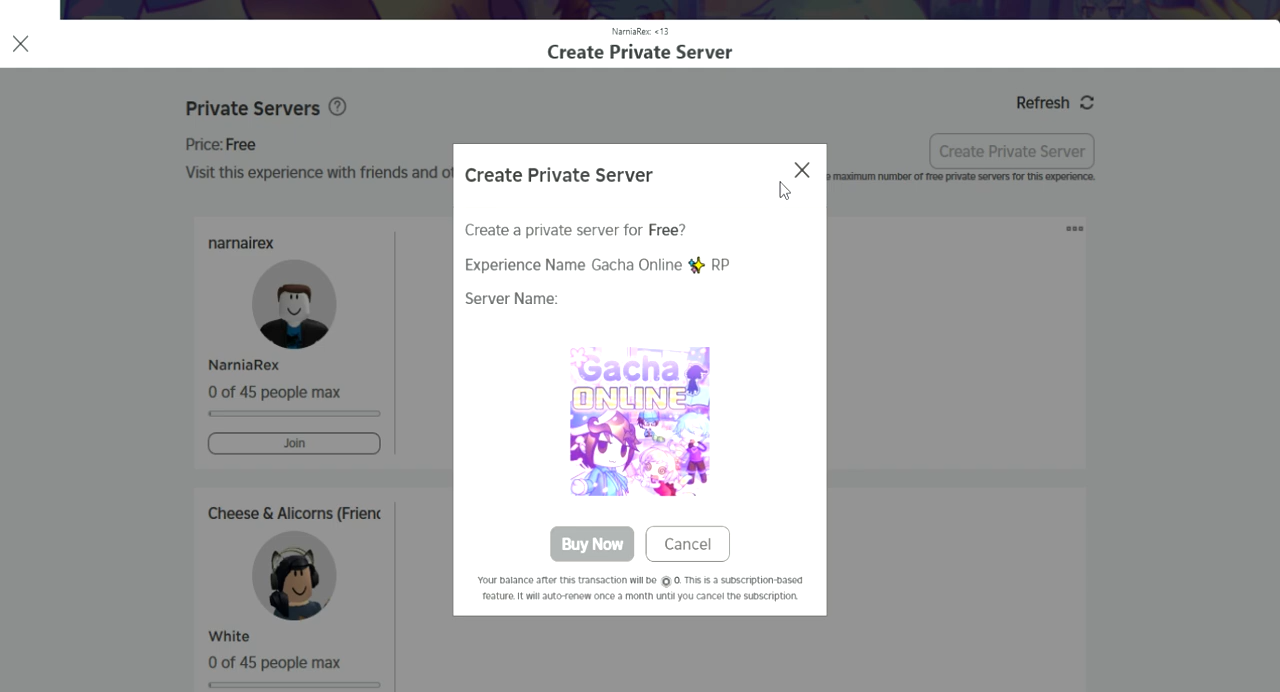 NarniaRex: <13
Create Private Server
Private Servers
Refresh
Price: Free
Create Private Server
Visit this experience with friends and ot
e maximum number of free private servers for this experience.
narnairex
NarniaRex
0 of 45 people max
Join
Cheese & Alicorns (Frien
White
0 of 45 people max
Create Private Server
Create a private server for Free?
Experience Name Gacha Online ✨ RP
Server Name:
Gacha
ONLINE
Buy Now
Cancel
Your balance after this transaction will be 0. This is a subscription-based
feature. It will auto-renew once a month until you cancel the subscription.